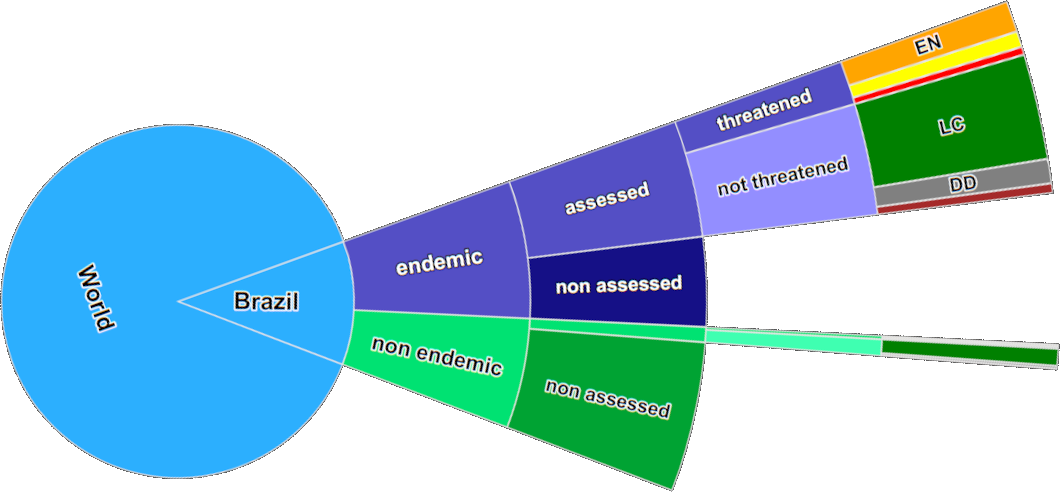 World
Brazil
endemic
non endemic
assessed
non assessed
non assessed
threatened
not threatened
EN
LC
DD